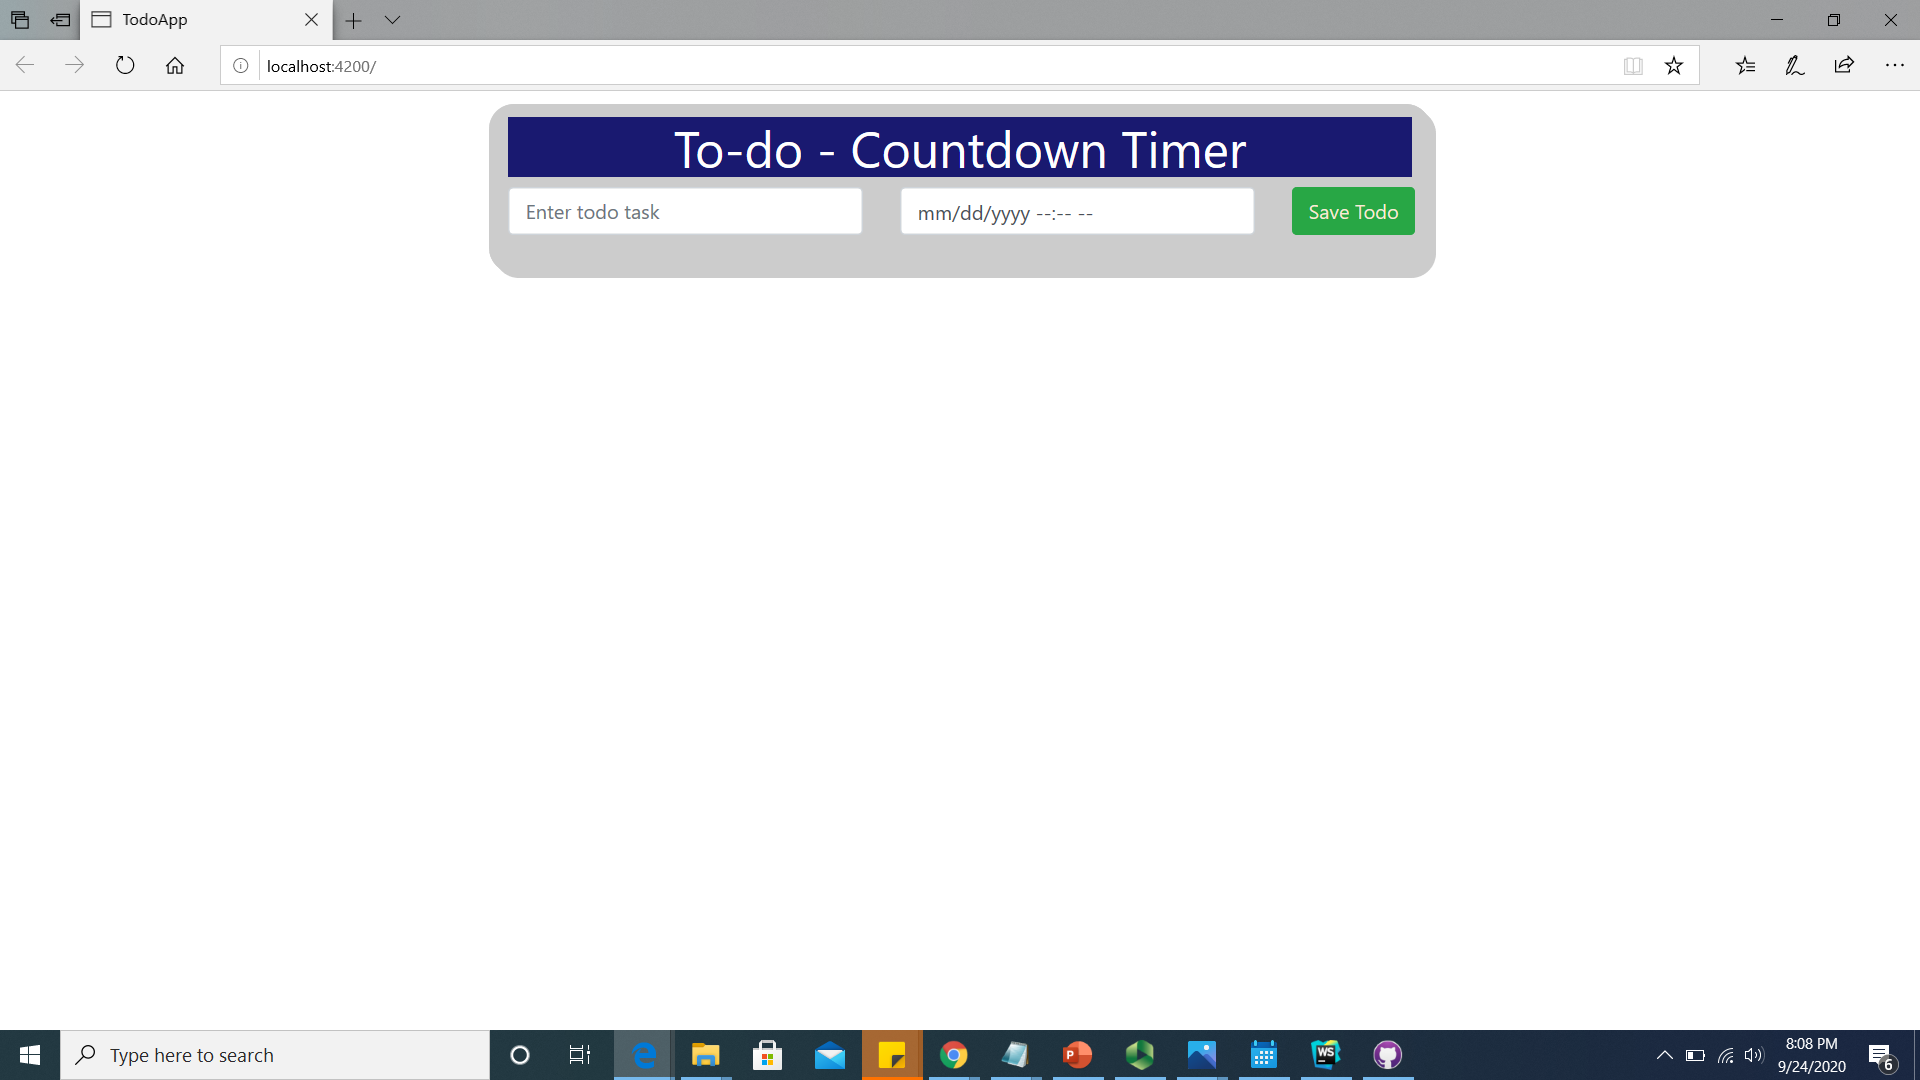 TodoApp
localhost:4200/
To-do - Countdown Timer
Enter todo task
mm/dd/yyyy --:-- --
Save Todo
Type here to search
P
WS
8:08 PM
9/24/2020
6